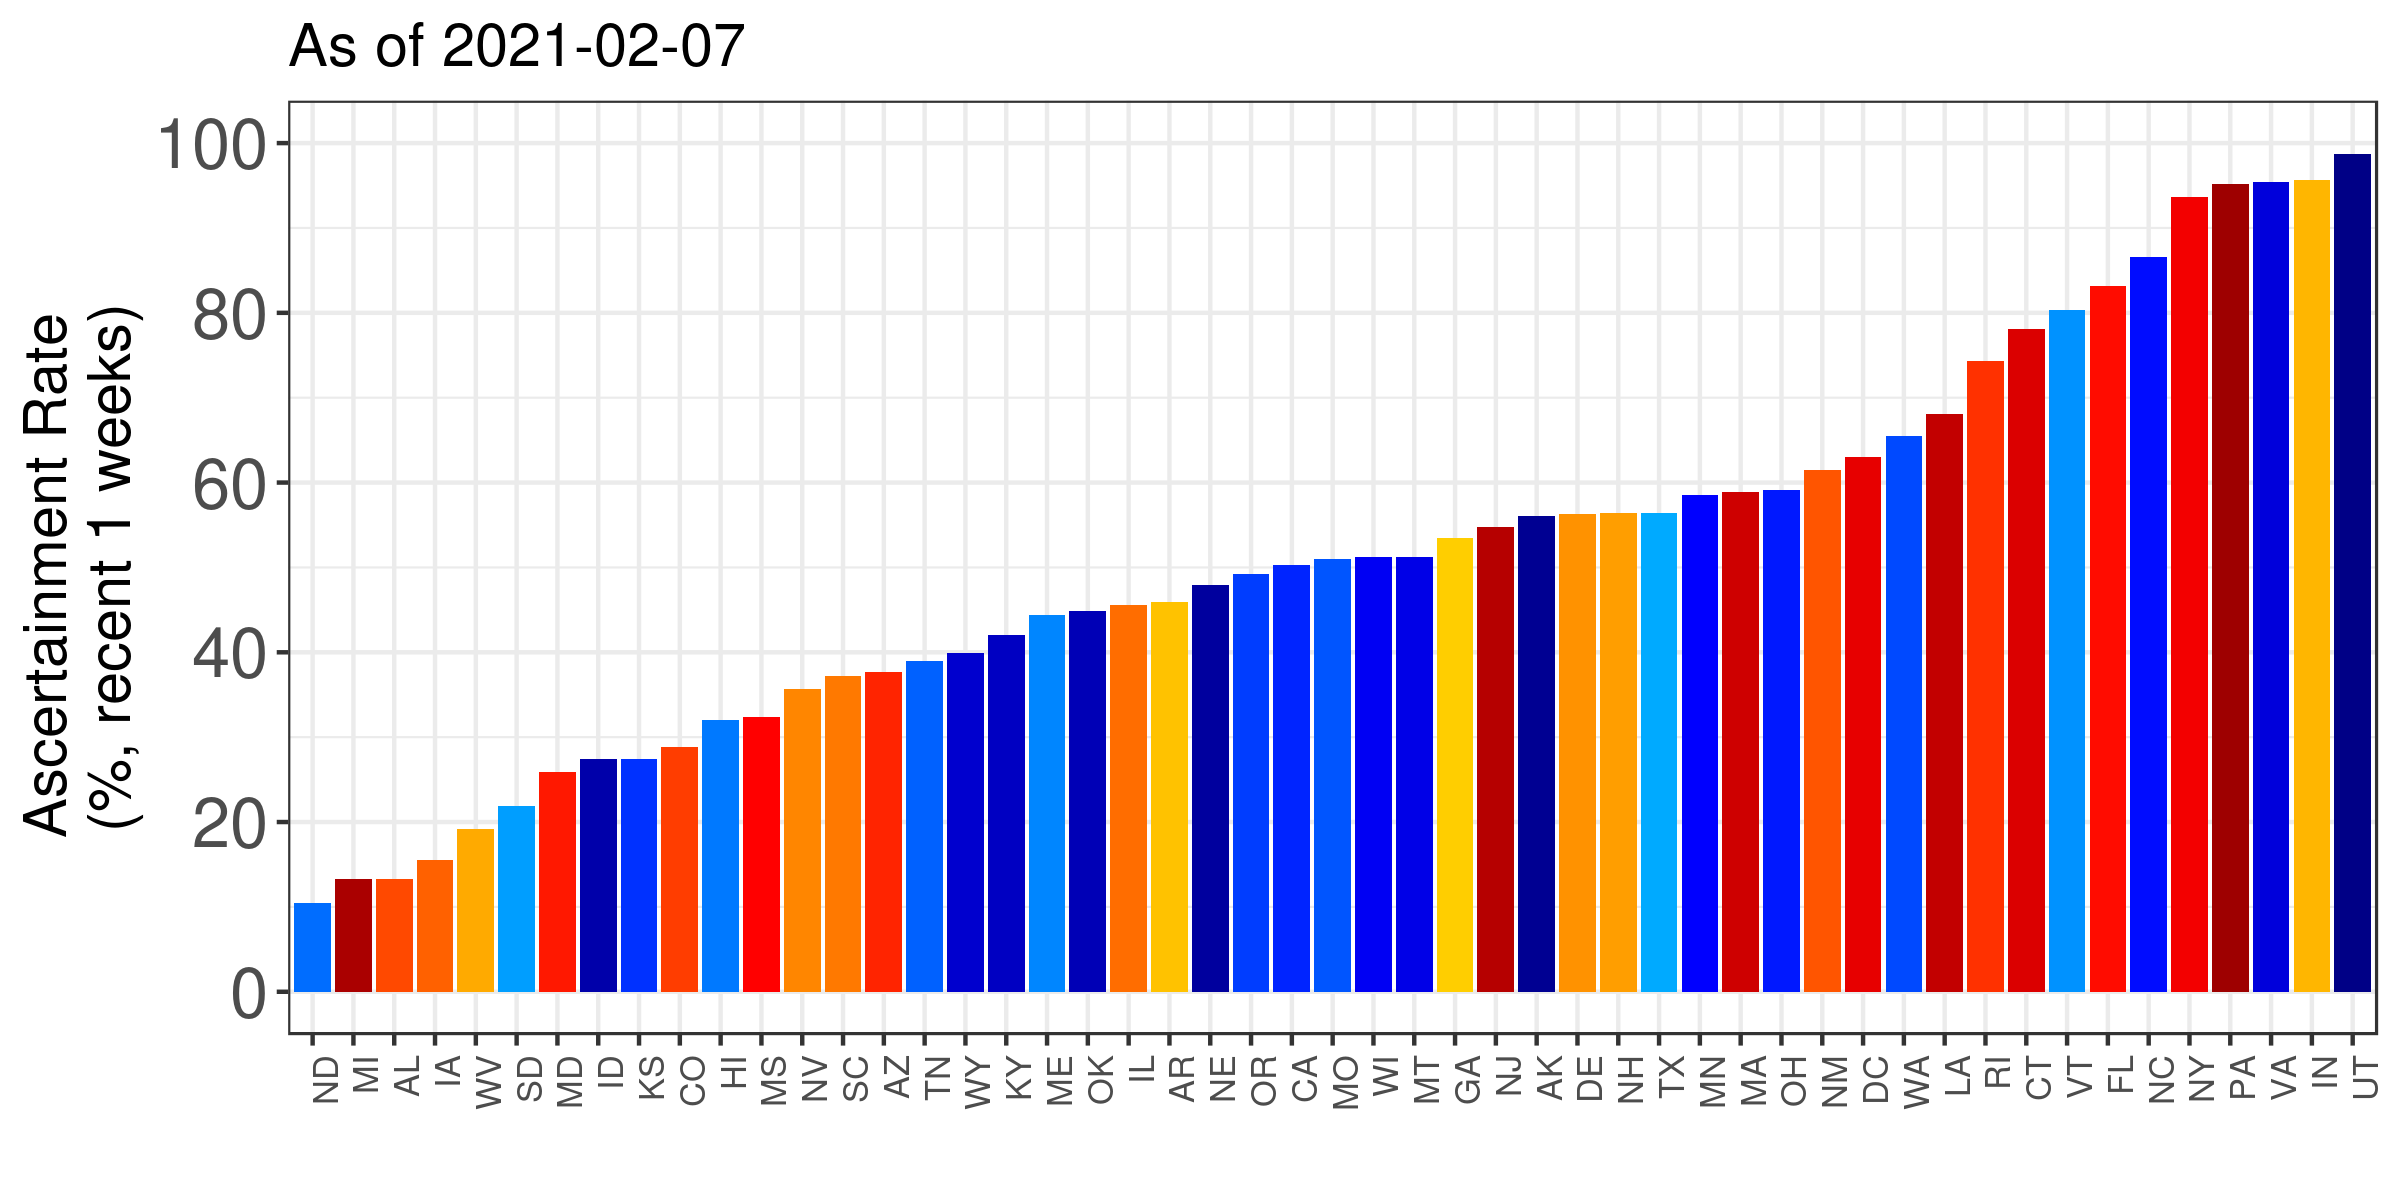 As of 2021-02-07
Ascertainment Rate
(%, recent 1 weeks)
100
80
60
40
20
0
ND MI AL IA WV SD MD ID KS CO HI MS NV SC AZ TN WY KY ME OK IL AR NE OR CA MO WI MT GA NJ AK DE NH TX MN MA OH NM DC WA LA RI CT VT FL NC NY PA VA IN UT